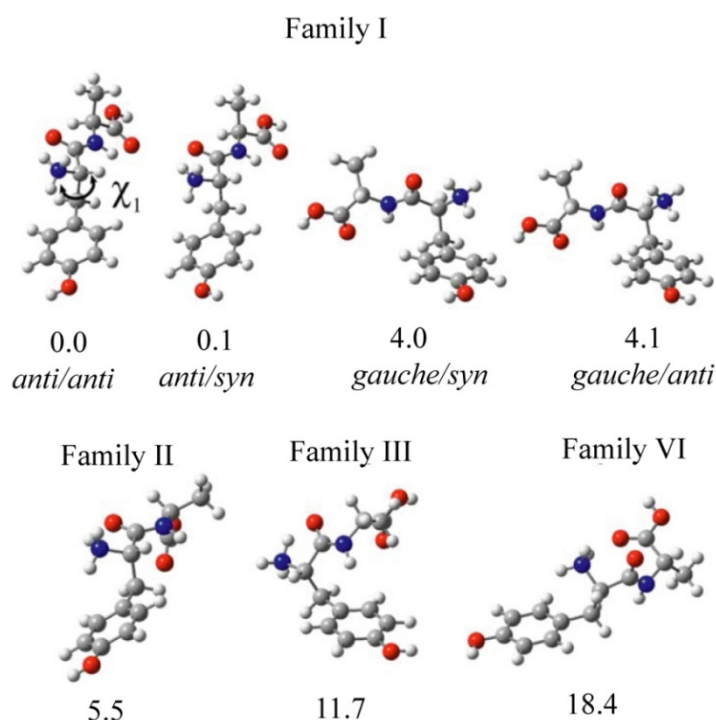 Family I
χ₁
0.0 0.1 4.0 4.1
anti/anti anti/syn gauche/syn gauche/anti
Family II Family III Family VI
5.5 11.7 18.4